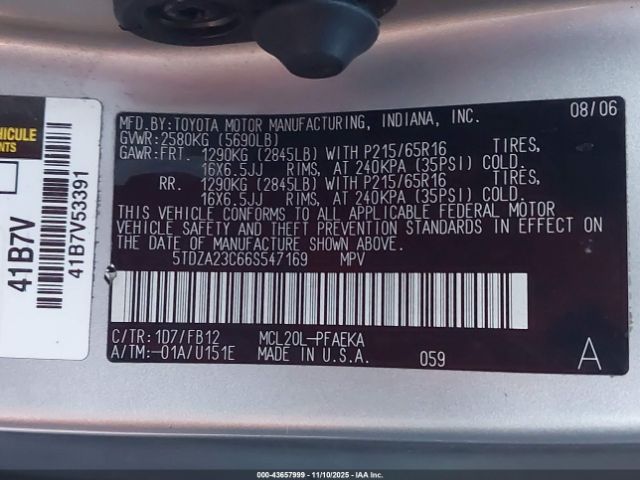 MFD.BY:TOYOTA MOTOR MANUFACTURING, INDIANA, INC. 08/06
GVWR:2580KG (5690LB)
GAWR:FRT. 1290KG (2845LB) WITH P215/65R16 TIRES,
16X6.5JJ RIMS, AT 240KPA (35PSI) COLD.
RR. 1290KG (2845LB) WITH P215/65R16 TIRES,
16X6.5JJ RIMS, AT 240KPA (35PSI) COLD.
THIS VEHICLE CONFORMS TO ALL APPLICABLE FEDERAL MOTOR
VEHICLE SAFETY AND THEFT PREVENTION STANDARDS IN EFFECT ON
THE DATE OF MANUFACTURE SHOWN ABOVE.
5TDZA23C66S547169 MPV
C/TR: 1D7/FB12 MCL20L-PFAEKA
A/TM:-01A/U151E MADE IN U.S.A. 059 A
VEHICULE
ENTS
41B7V
41B7V53391
000-43657999 - 11/10/2025 - IAAI.COM